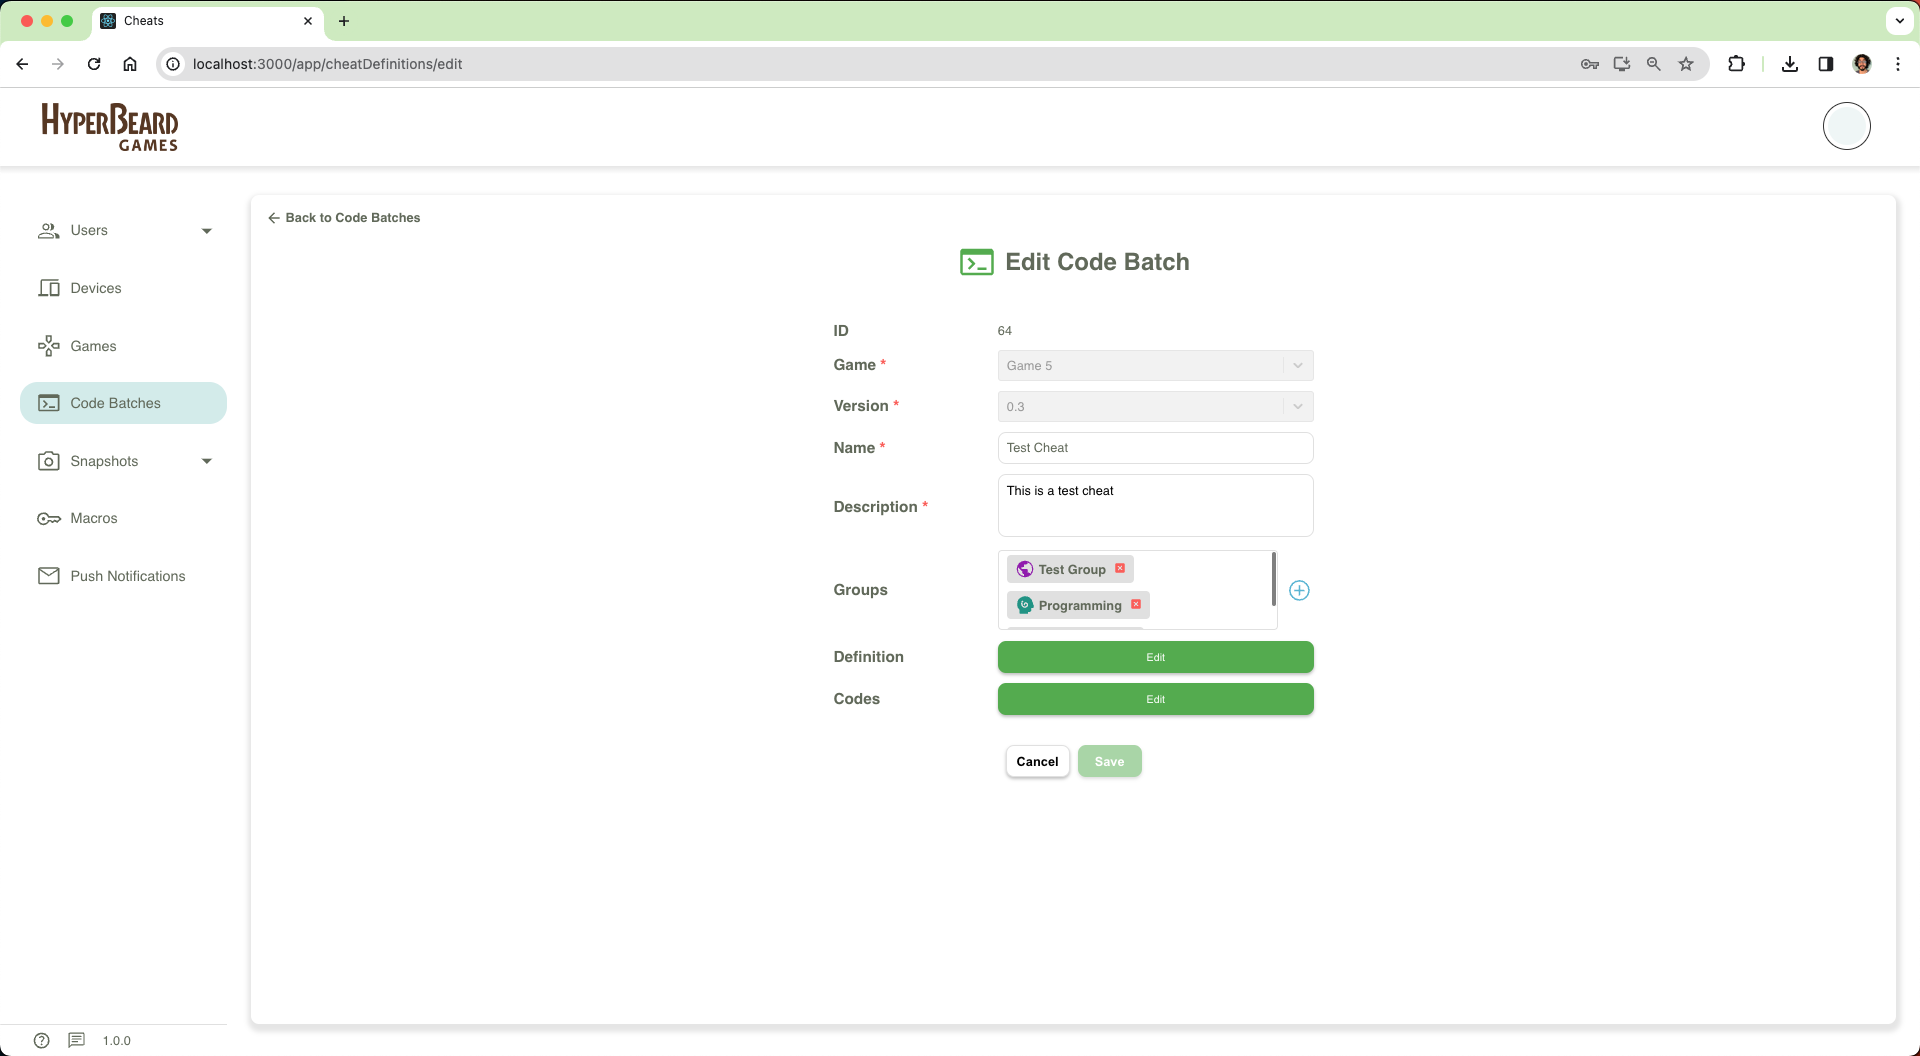 Cheats
localhost:3000/app/cheatDefinitions/edit
HYPERBEARD
GAMES
Users
Devices
Games
Code Batches
Snapshots
Macros
Push Notifications
Back to Code Batches
Edit Code Batch
ID 64
Game * Game 5
Version * 0.3
Name * Test Cheat
Description * This is a test cheat
Groups
Test Group
Programming
Definition Edit
Codes Edit
Cancel Save
1.0.0